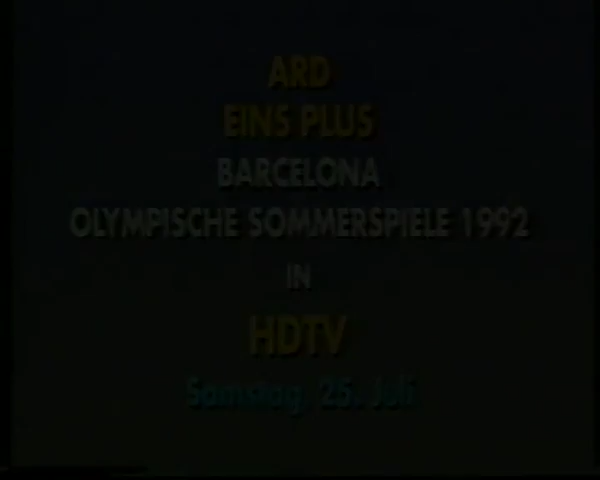 ARD
EINS PLUS
BARCELONA
OLYMPISCHE SOMMERSPIELE 1992
IN
HDTV
Samstag, 25. Juli